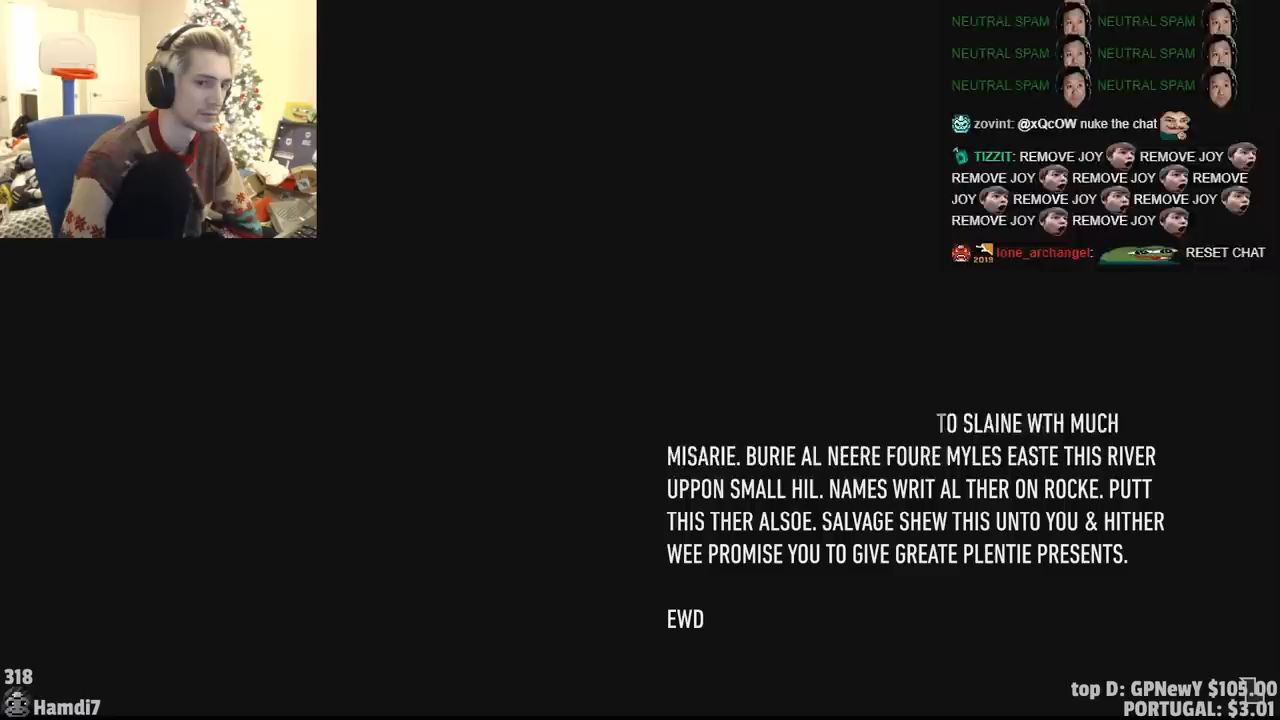 NEUTRAL SPAM NEUTRAL SPAM
NEUTRAL SPAM NEUTRAL SPAM
NEUTRAL SPAM NEUTRAL SPAM
zovint: @xQcOW nuke the chat
TIZZIT: REMOVE JOY REMOVE JOY
REMOVE JOY REMOVE JOY REMOVE
JOY REMOVE JOY REMOVE JOY
REMOVE JOY REMOVE JOY
2019 lone_archangel: RESET CHAT
TO SLAINE WTH MUCH
MISARIE. BURIE AL NEERE FOURE MYLES EASTE THIS RIVER
UPPON SMALL HIL. NAMES WRIT AL THER ON ROCKE. PUTT
THIS THER ALSOE. SALVAGE SHEW THIS UNTO YOU & HITHER
WEE PROMISE YOU TO GIVE GREATE PLENTIE PRESENTS.
EWD
318
Hamdi7
top D: GPNewY $105.00
PORTUGAL: $3.01